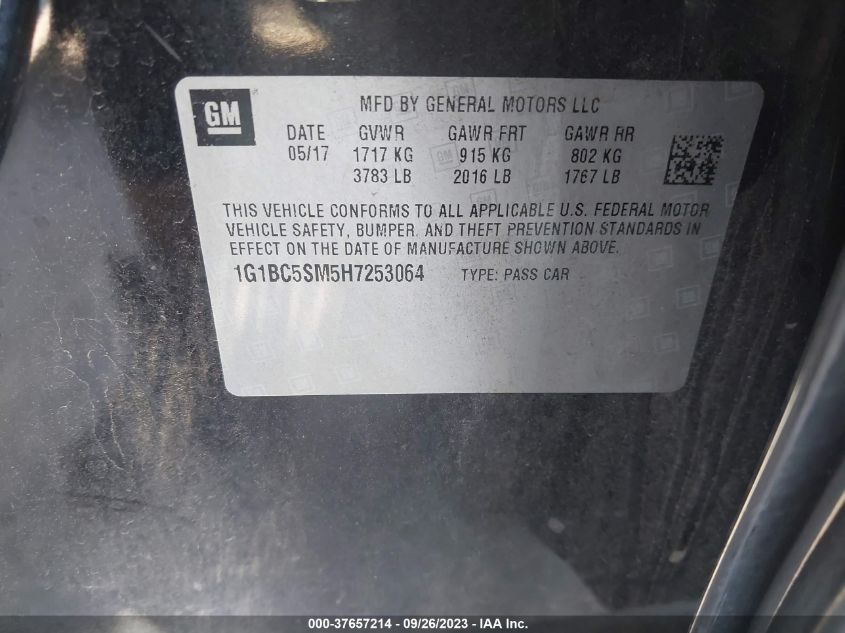 GM
MFD BY GENERAL MOTORS LLC
DATE GVWR GAWR FRT GAWR RR
05/17 1717 KG 915 KG 802 KG
3783 LB 2016 LB 1767 LB
THIS VEHICLE CONFORMS TO ALL APPLICABLE U.S. FEDERAL MOTOR
VEHICLE SAFETY, BUMPER, AND THEFT PREVENTION STANDARDS IN
EFFECT ON THE DATE OF MANUFACTURE SHOWN ABOVE.
1G1BC5SM5H7253064 TYPE: PASS CAR
000-37657214 - 09/26/2023 - IAA Inc.